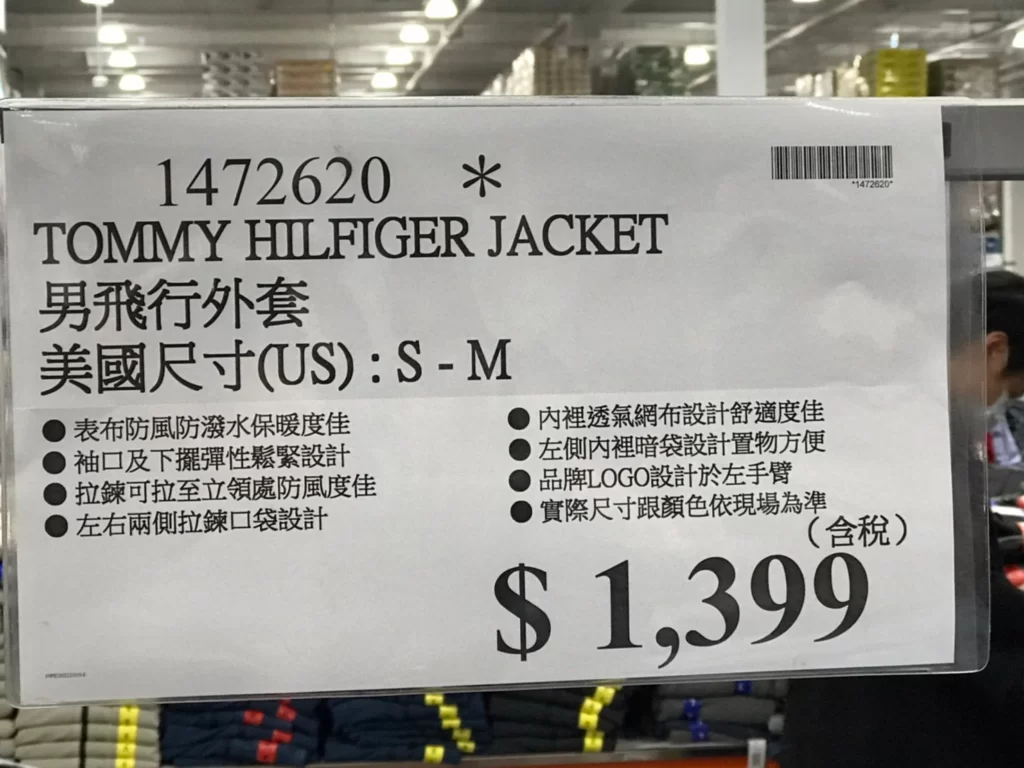 1472620 *
*1472620*
TOMMY HILFIGER JACKET
男飛行外套
美國尺寸(US) : S - M
● 表布防風防潑水保暖度佳
● 袖口及下擺彈性鬆緊設計
● 拉鍊可拉至立領處防風度佳
● 左右兩側拉鍊口袋設計
● 內裡透氣網布設計舒適度佳
● 左側內裡暗袋設計置物方便
● 品牌LOGO設計於左手臂
● 實際尺寸跟顏色依現場為準
（含稅）
$ 1,399